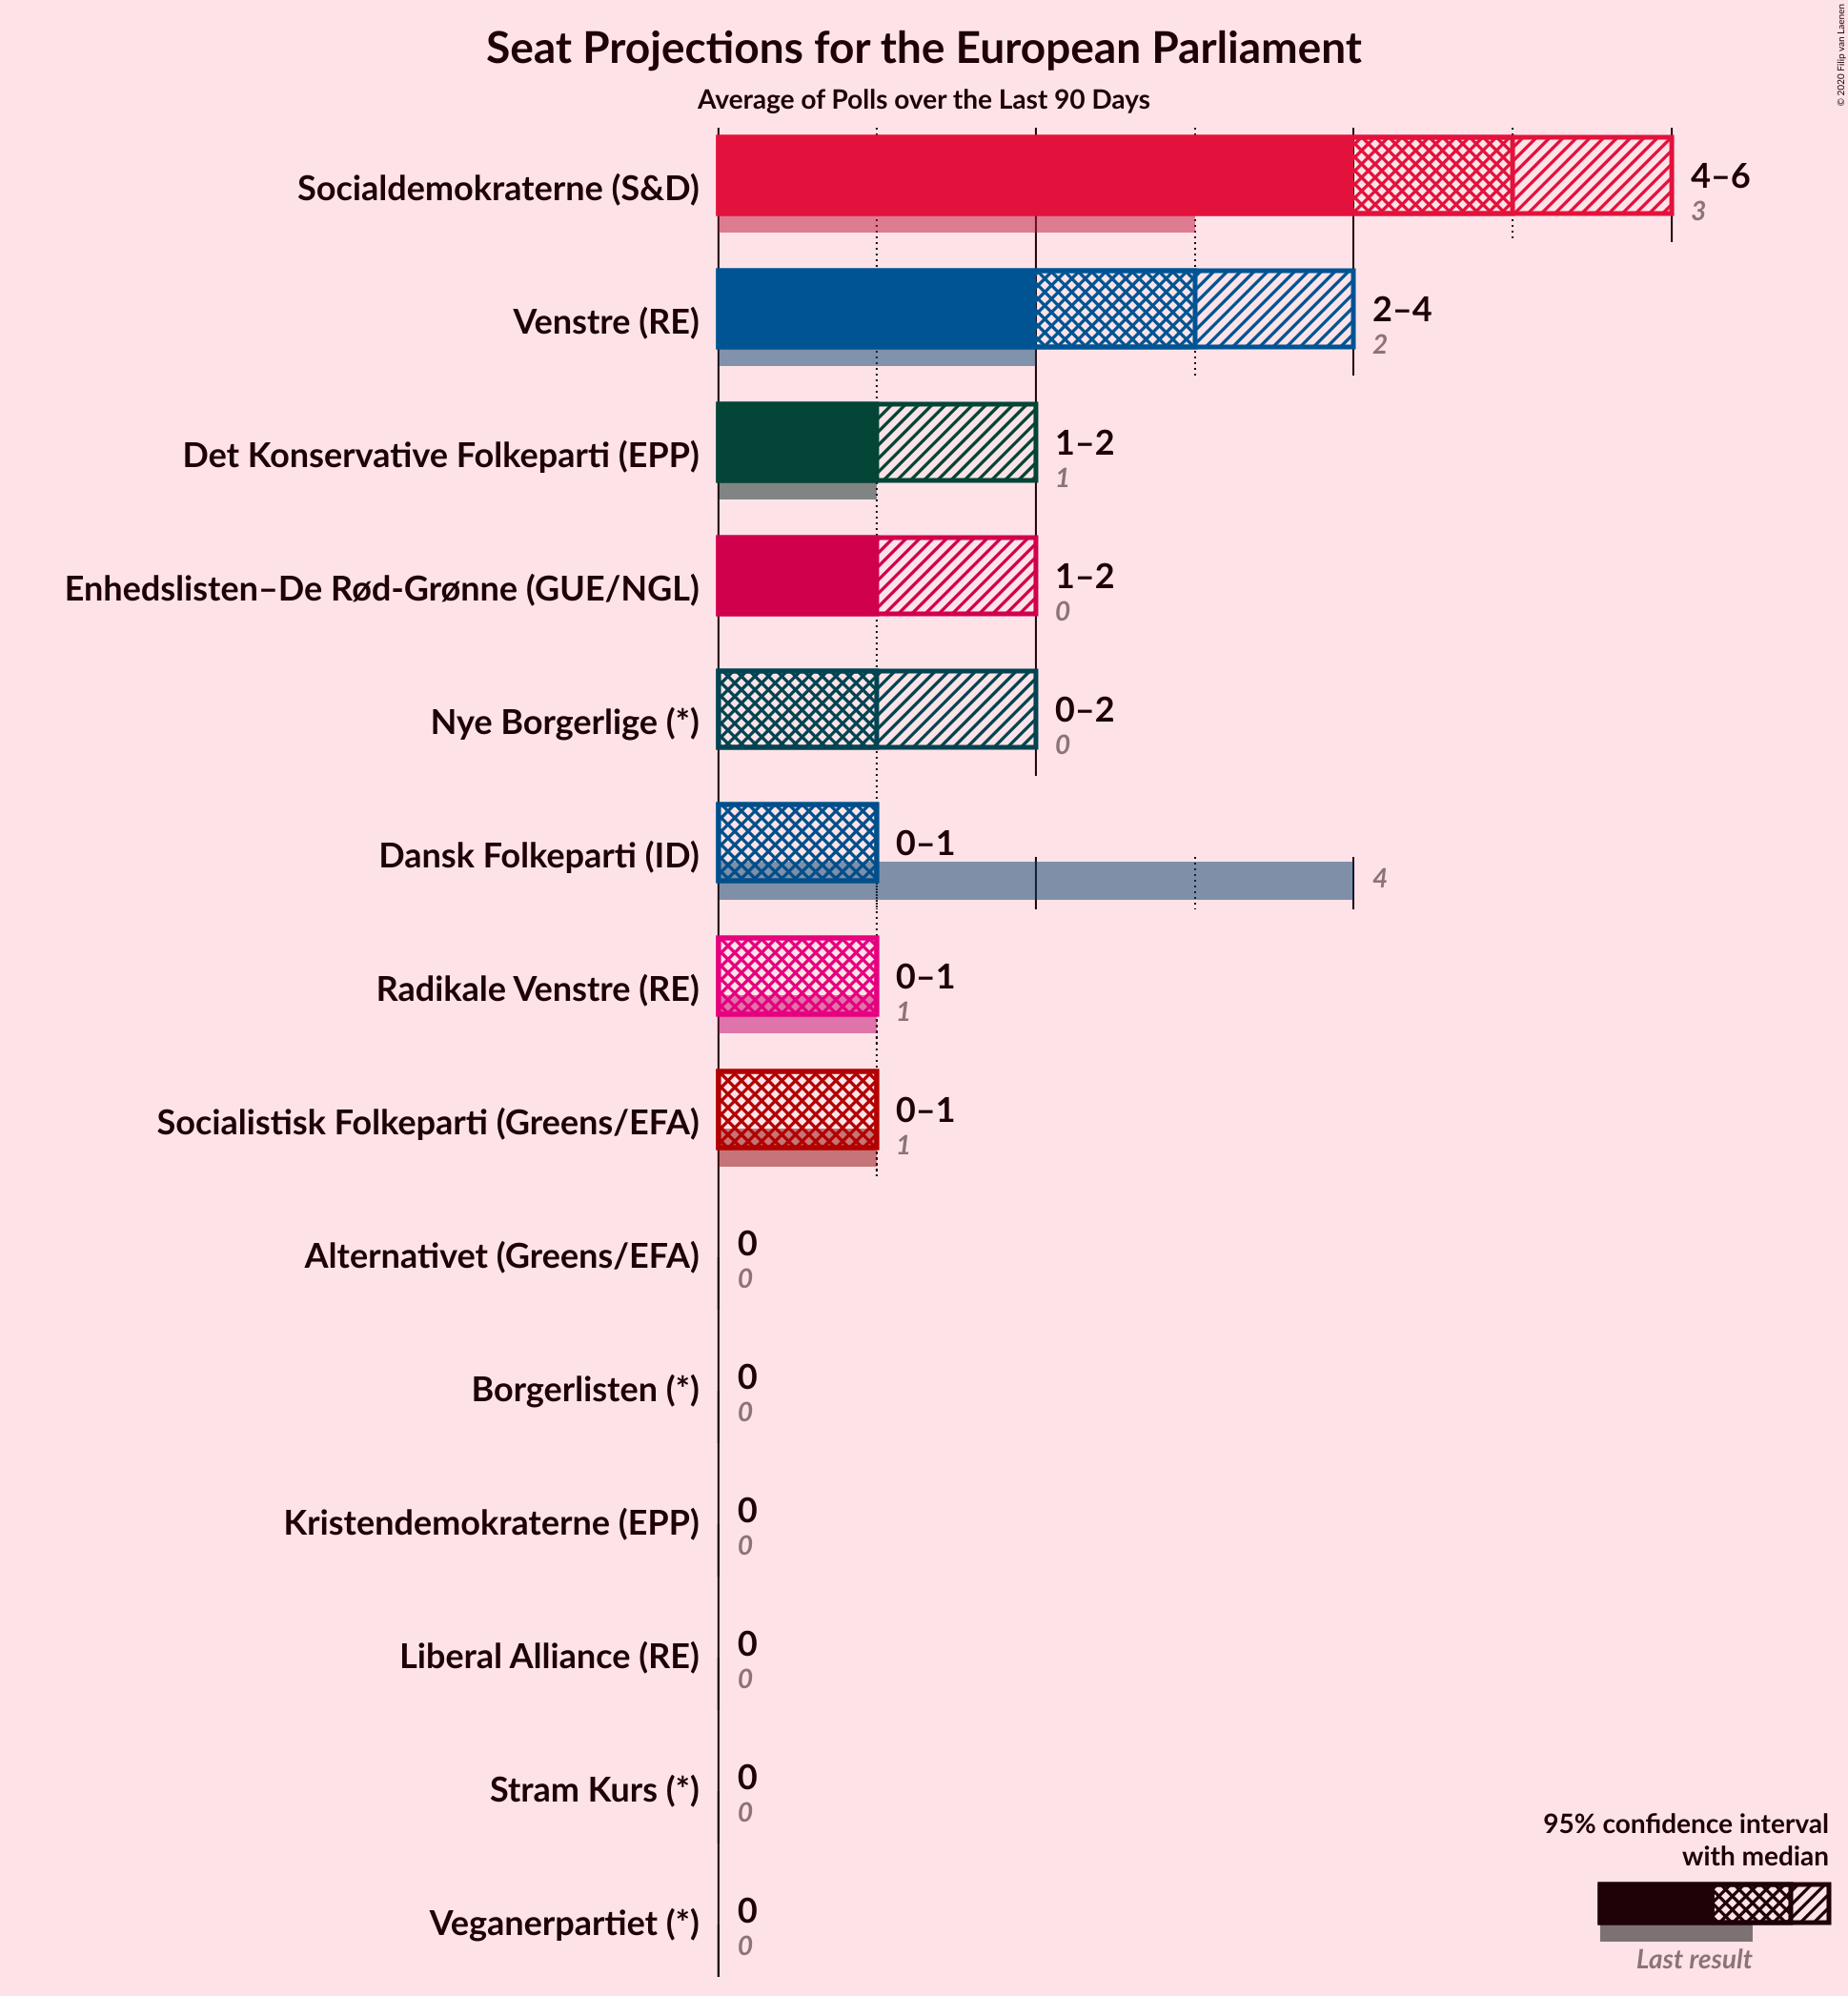 Seat Projections for the European Parliament
Average of Polls over the Last 90 Days
© 2020 Filip van Laenen
Socialdemokraterne (S&D)
4–6
3
Venstre (RE)
2–4
2
Det Konservative Folkeparti (EPP)
1–2
1
Enhedslisten–De Rød-Grønne (GUE/NGL)
1–2
0
Nye Borgerlige (*)
0–2
0
Dansk Folkeparti (ID)
0–1
4
Radikale Venstre (RE)
0–1
1
Socialistisk Folkeparti (Greens/EFA)
0–1
1
Alternativet (Greens/EFA)
0
0
Borgerlisten (*)
0
0
Kristendemokraterne (EPP)
0
0
Liberal Alliance (RE)
0
0
Stram Kurs (*)
0
0
Veganerpartiet (*)
0
0
95% confidence interval
with median
Last result